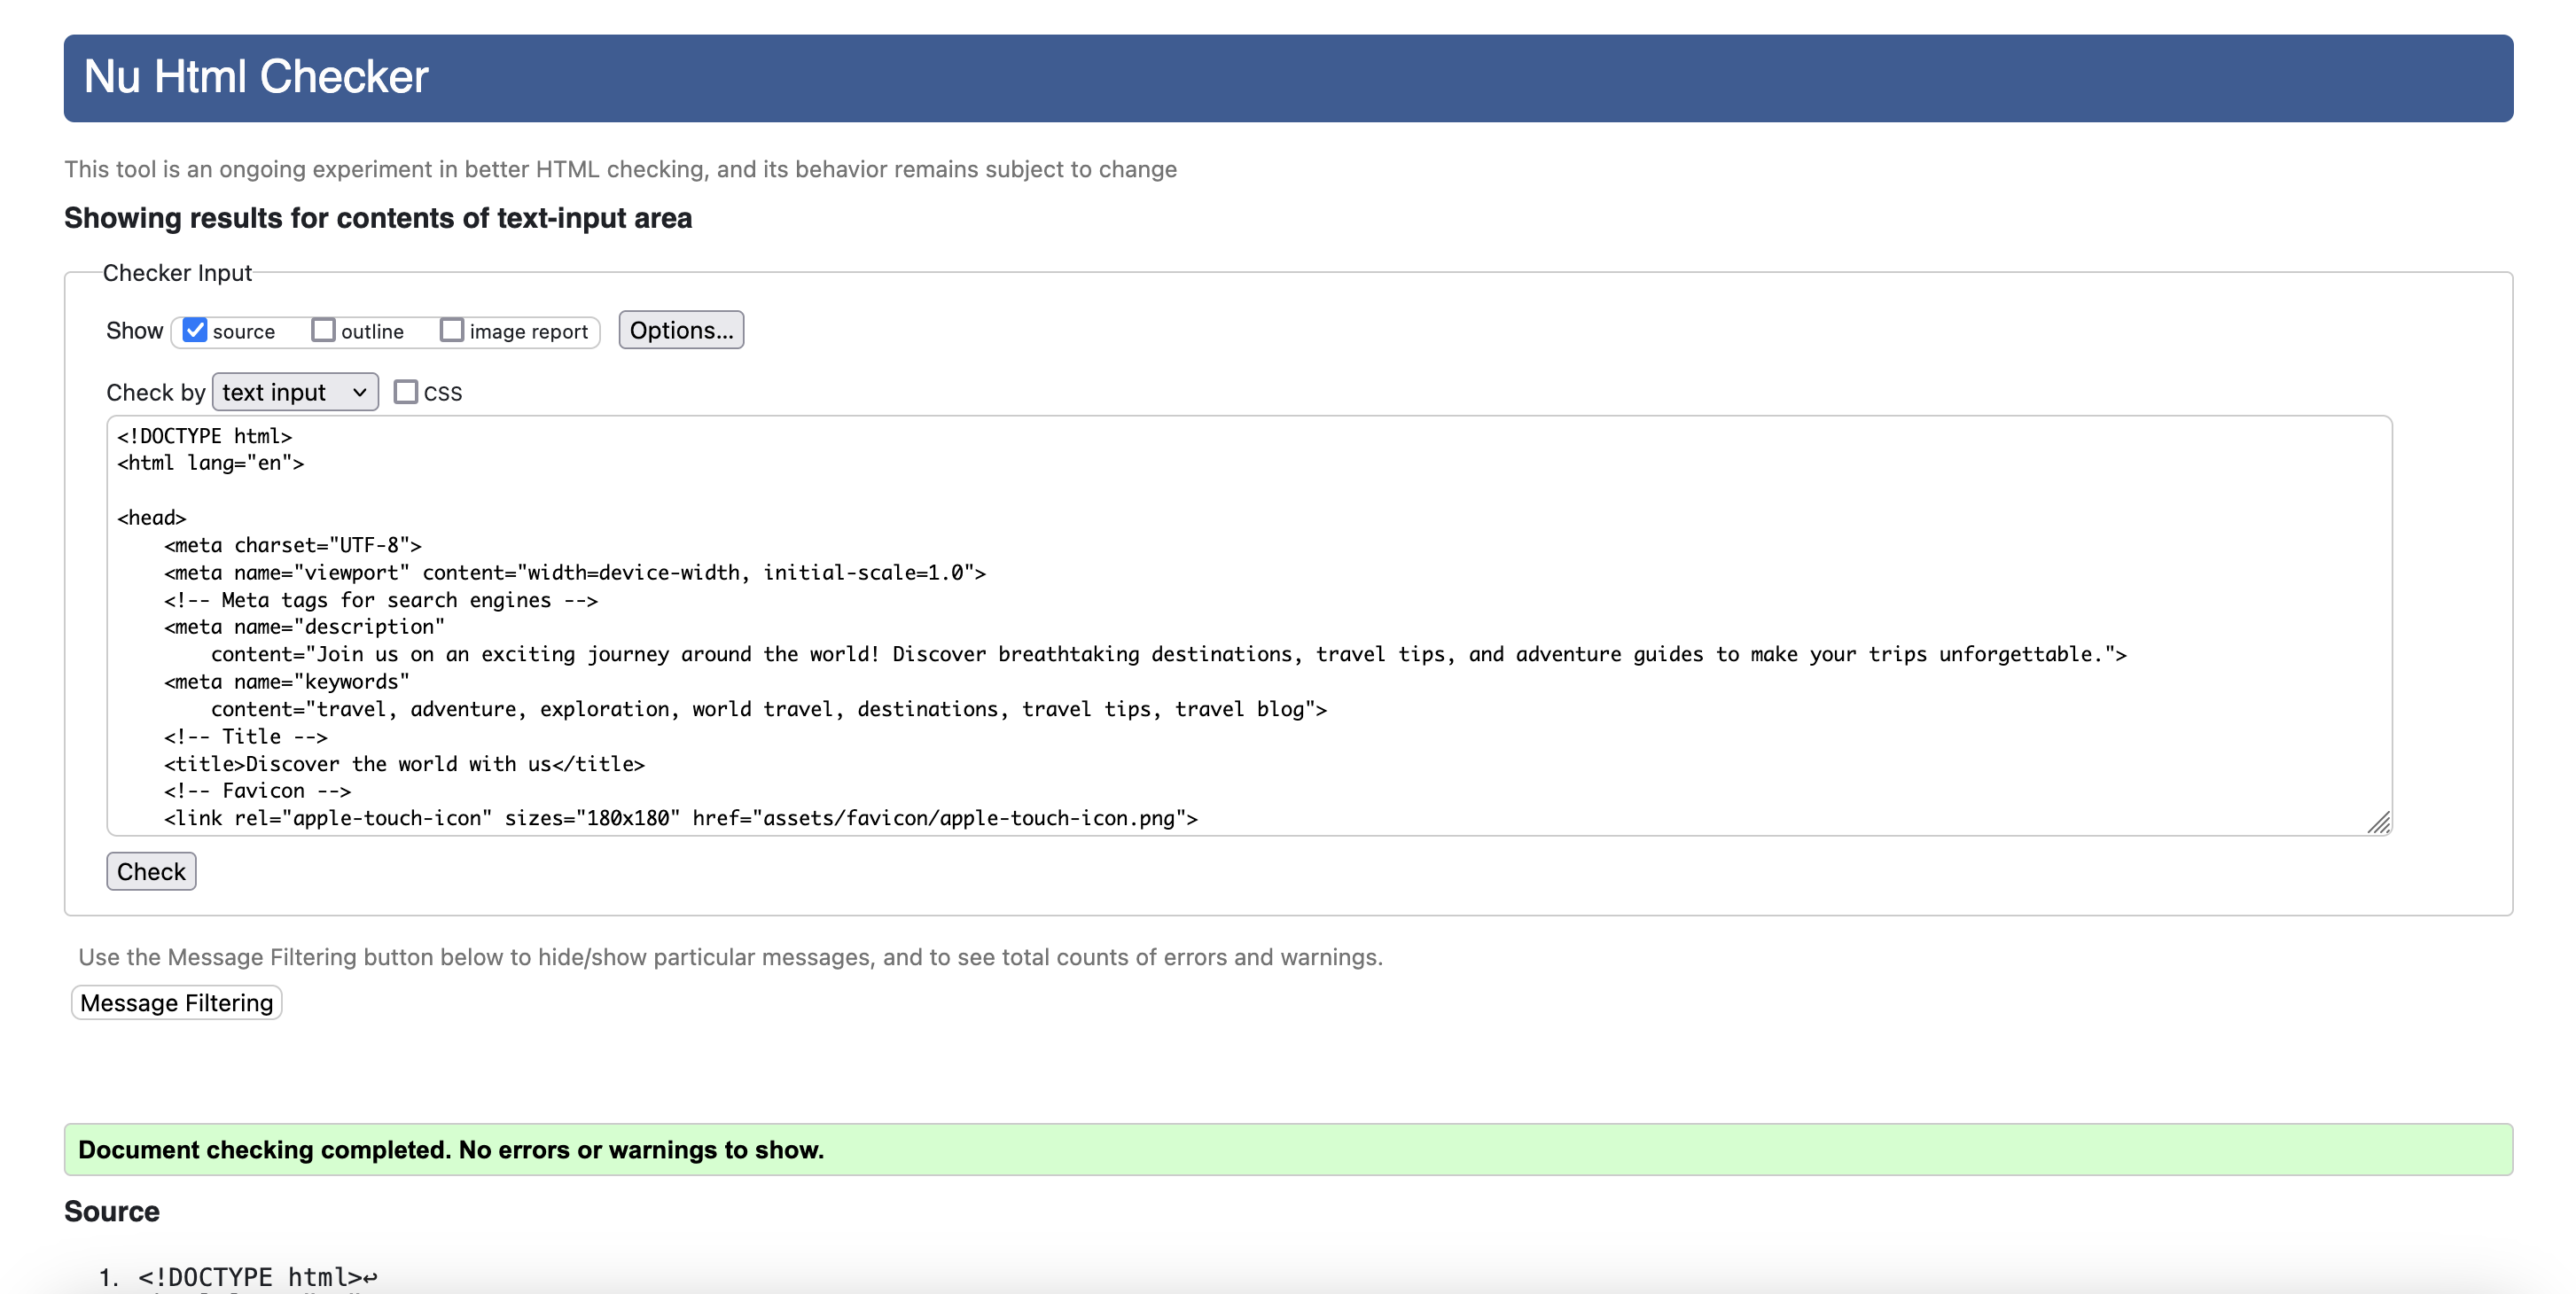 Nu Html Checker
This tool is an ongoing experiment in better HTML checking, and its behavior remains subject to change
Showing results for contents of text-input area
Checker Input
Show source outline image report Options...
Check by text input CSS
<!DOCTYPE html>
<html lang="en">
<head>
    <meta charset="UTF-8">
    <meta name="viewport" content="width=device-width, initial-scale=1.0">
    <!-- Meta tags for search engines -->
    <meta name="description"
        content="Join us on an exciting journey around the world! Discover breathtaking destinations, travel tips, and adventure guides to make your trips unforgettable.">
    <meta name="keywords"
        content="travel, adventure, exploration, world travel, destinations, travel tips, travel blog">
    <!-- Title -->
    <title>Discover the world with us</title>
    <!-- Favicon -->
    <link rel="apple-touch-icon" sizes="180x180" href="assets/favicon/apple-touch-icon.png">
Check
Use the Message Filtering button below to hide/show particular messages, and to see total counts of errors and warnings.
Message Filtering
Document checking completed. No errors or warnings to show.
Source
1. <!DOCTYPE html>↩